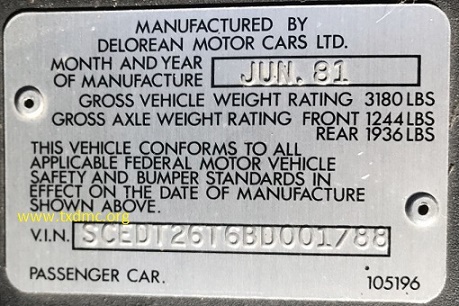 MANUFACTURED BY
DELOREAN MOTOR CARS LTD.
MONTH AND YEAR
OF MANUFACTURE JUN. 81
GROSS VEHICLE WEIGHT RATING 3180 LBS
GROSS AXLE WEIGHT RATING FRONT 1244 LBS
REAR 1936 LBS
THIS VEHICLE CONFORMS TO ALL
APPLICABLE FEDERAL MOTOR VEHICLE
SAFETY AND BUMPER STANDARDS IN
EFFECT ON THE DATE OF MANUFACTURE
SHOWN ABOVE.
www.txdmc.org
V.I.N. SCEDT26T6BD001788
PASSENGER CAR. 105196